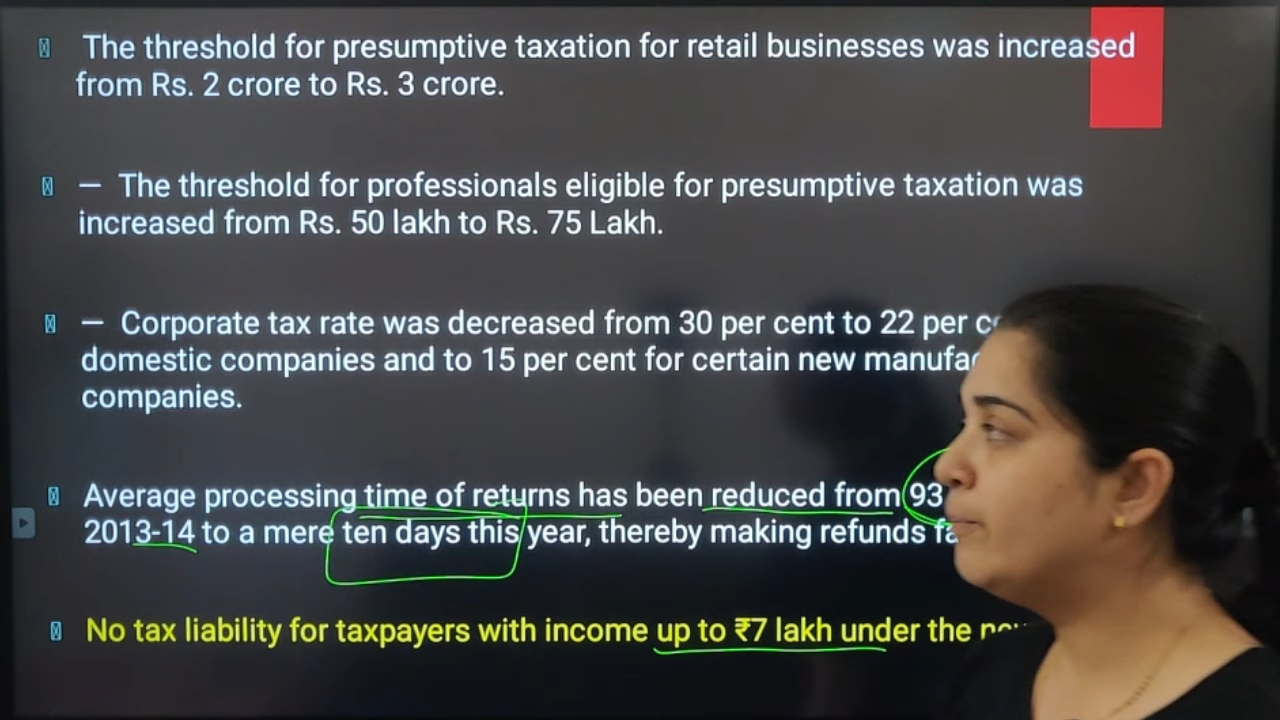 The threshold for presumptive taxation for retail businesses was increased
from Rs. 2 crore to Rs. 3 crore.
— The threshold for professionals eligible for presumptive taxation was
increased from Rs. 50 lakh to Rs. 75 Lakh.
— Corporate tax rate was decreased from 30 per cent to 22 per
domestic companies and to 15 per cent for certain new
companies.
Average processing time of returns has been reduced from 93
2013-14 to a mere ten days this year, thereby making refunds
No tax liability for taxpayers with income up to ₹7 lakh under the